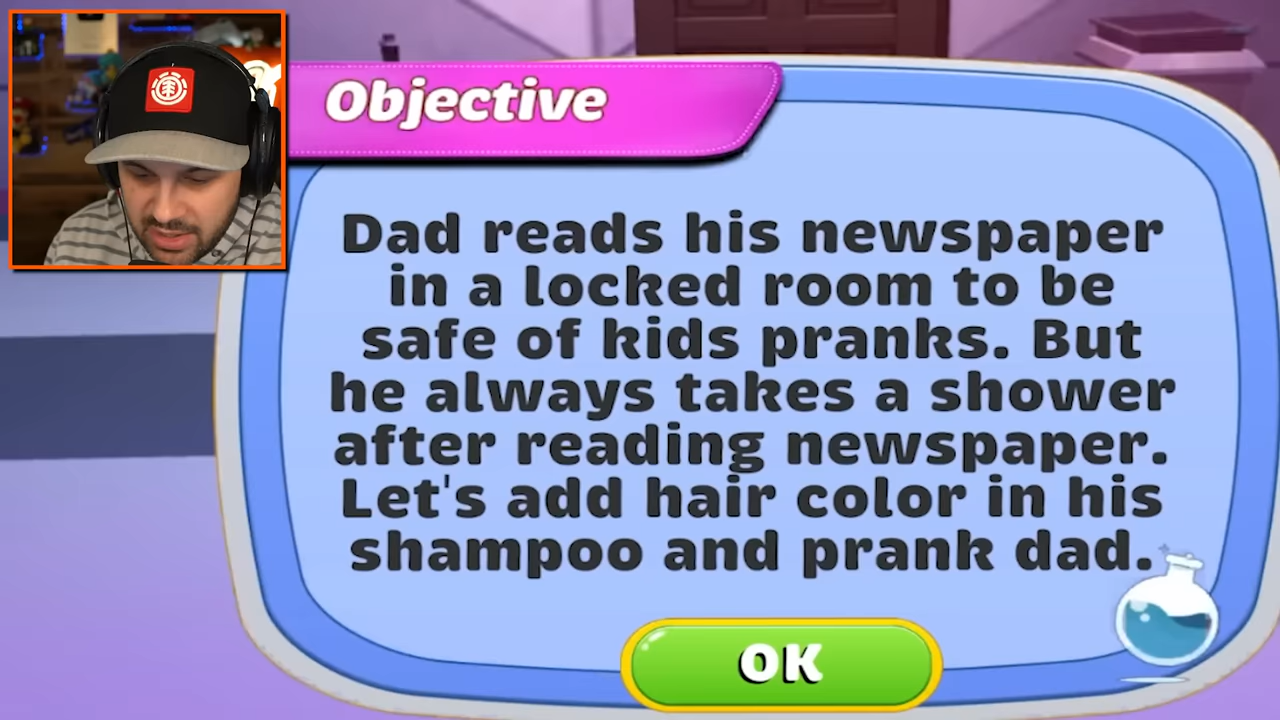 Objective
Dad reads his newspaper
in a locked room to be
safe of kids pranks. But
he always takes a shower
after reading newspaper.
Let's add hair color in his
shampoo and prank dad.
OK